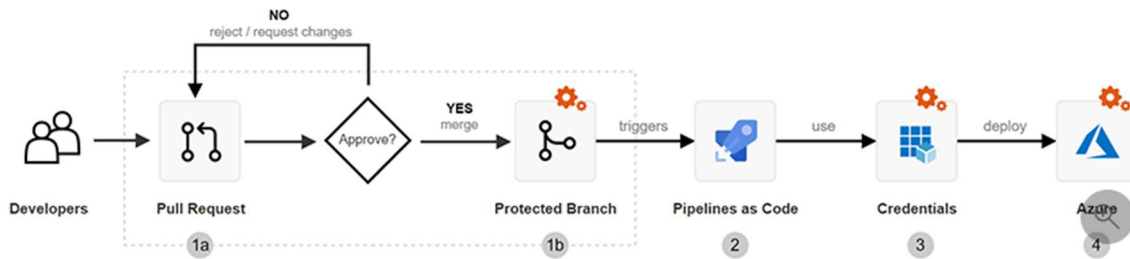 NO
reject / request changes
Approve?
YES
merge
triggers
use
deploy
Developers
Pull Request
Protected Branch
Pipelines as Code
Credentials
Azure
1a
1b
2
3
4